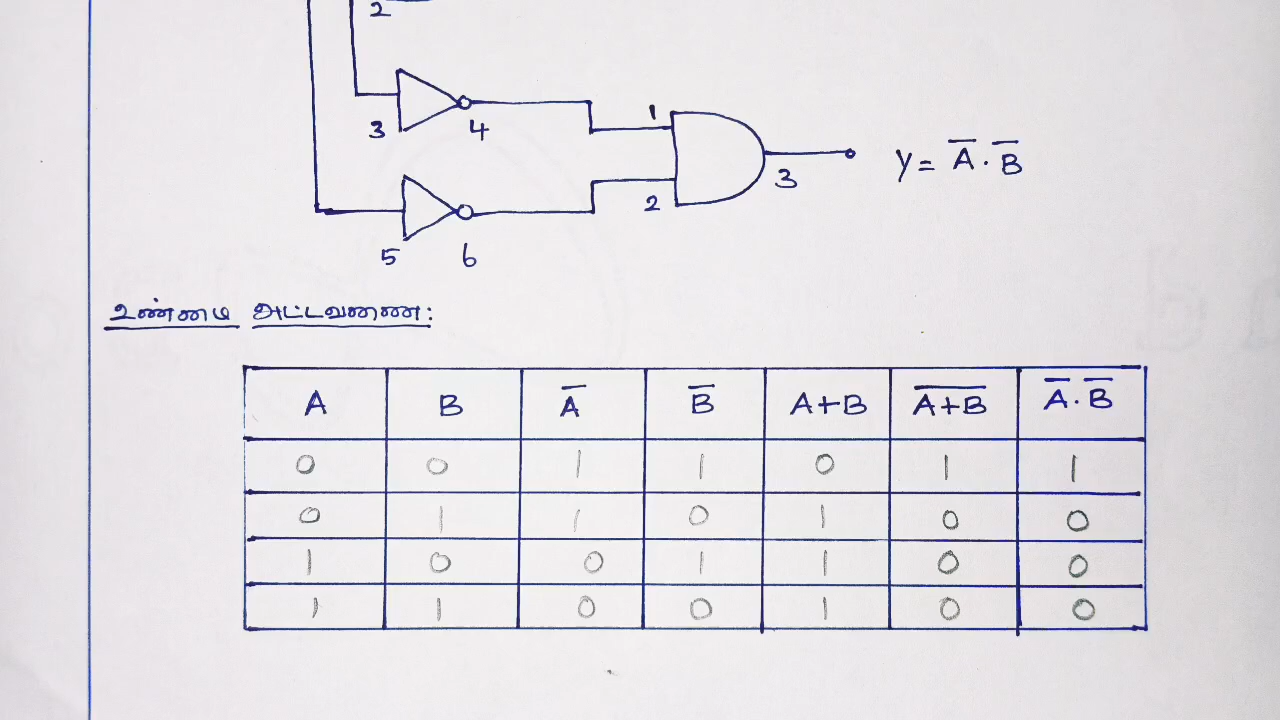 2
3 4
1
2
3
y = A̅ . B̅
5 6
உண்மை அட்டவணை:
A B A̅ B̅ A+B A̅+̅B̅ A̅ . B̅
0 0 1 1 0 1 1
0 1 1 0 1 0 0
1 0 0 1 1 0 0
1 1 0 0 1 0 0